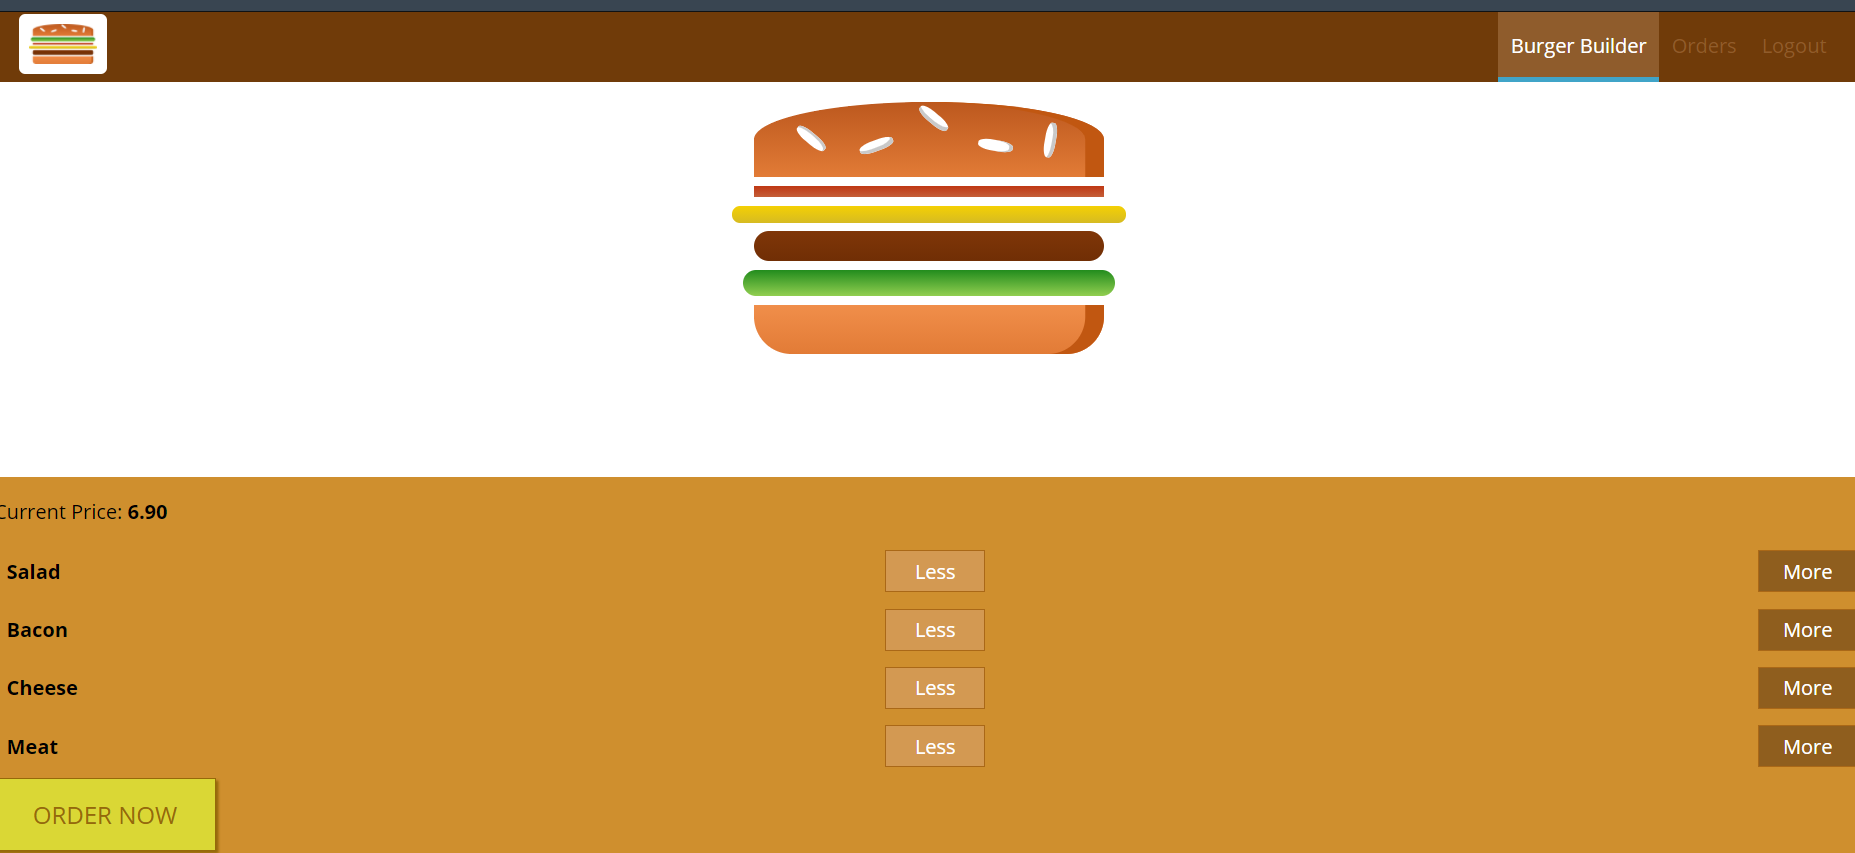 Burger Builder Orders Logout
Current Price: 6.90
Salad Less More
Bacon Less More
Cheese Less More
Meat Less More
ORDER NOW